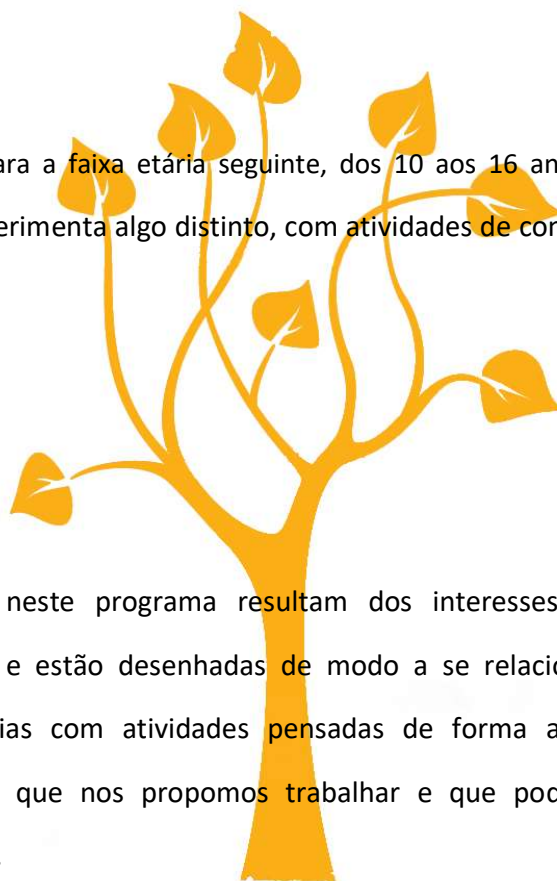 ara a faixa etária seguinte, dos 10 aos 16 an
erimenta algo distinto, com atividades de con
neste programa resultam dos interesses
e estão desenhadas de modo a se relacio
ias com atividades pensadas de forma a
que nos propomos trabalhar e que pod